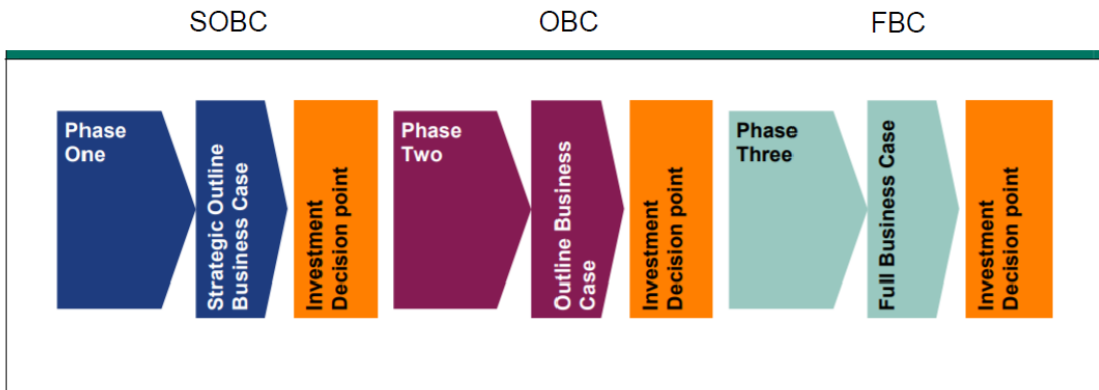 SOBC
OBC
FBC
Phase
One
Strategic Outline
Business Case
Investment
Decision point
Phase
Two
Outline Business
Case
Investment
Decision point
Phase
Three
Full Business Case
Investment
Decision point